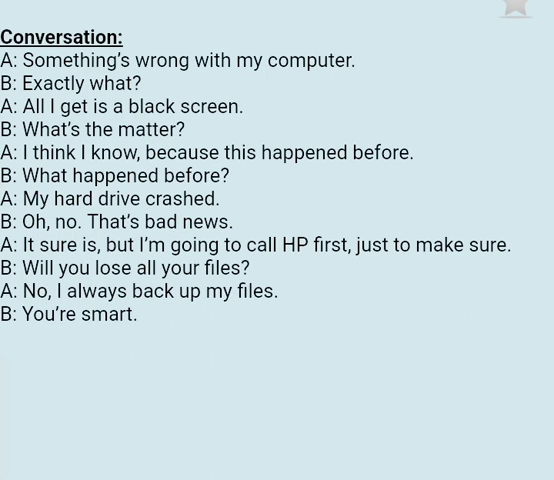 Conversation:
A: Something's wrong with my computer.
B: Exactly what?
A: All I get is a black screen.
B: What's the matter?
A: I think I know, because this happened before.
B: What happened before?
A: My hard drive crashed.
B: Oh, no. That's bad news.
A: It sure is, but I'm going to call HP first, just to make sure.
B: Will you lose all your files?
A: No, I always back up my files.
B: You're smart.